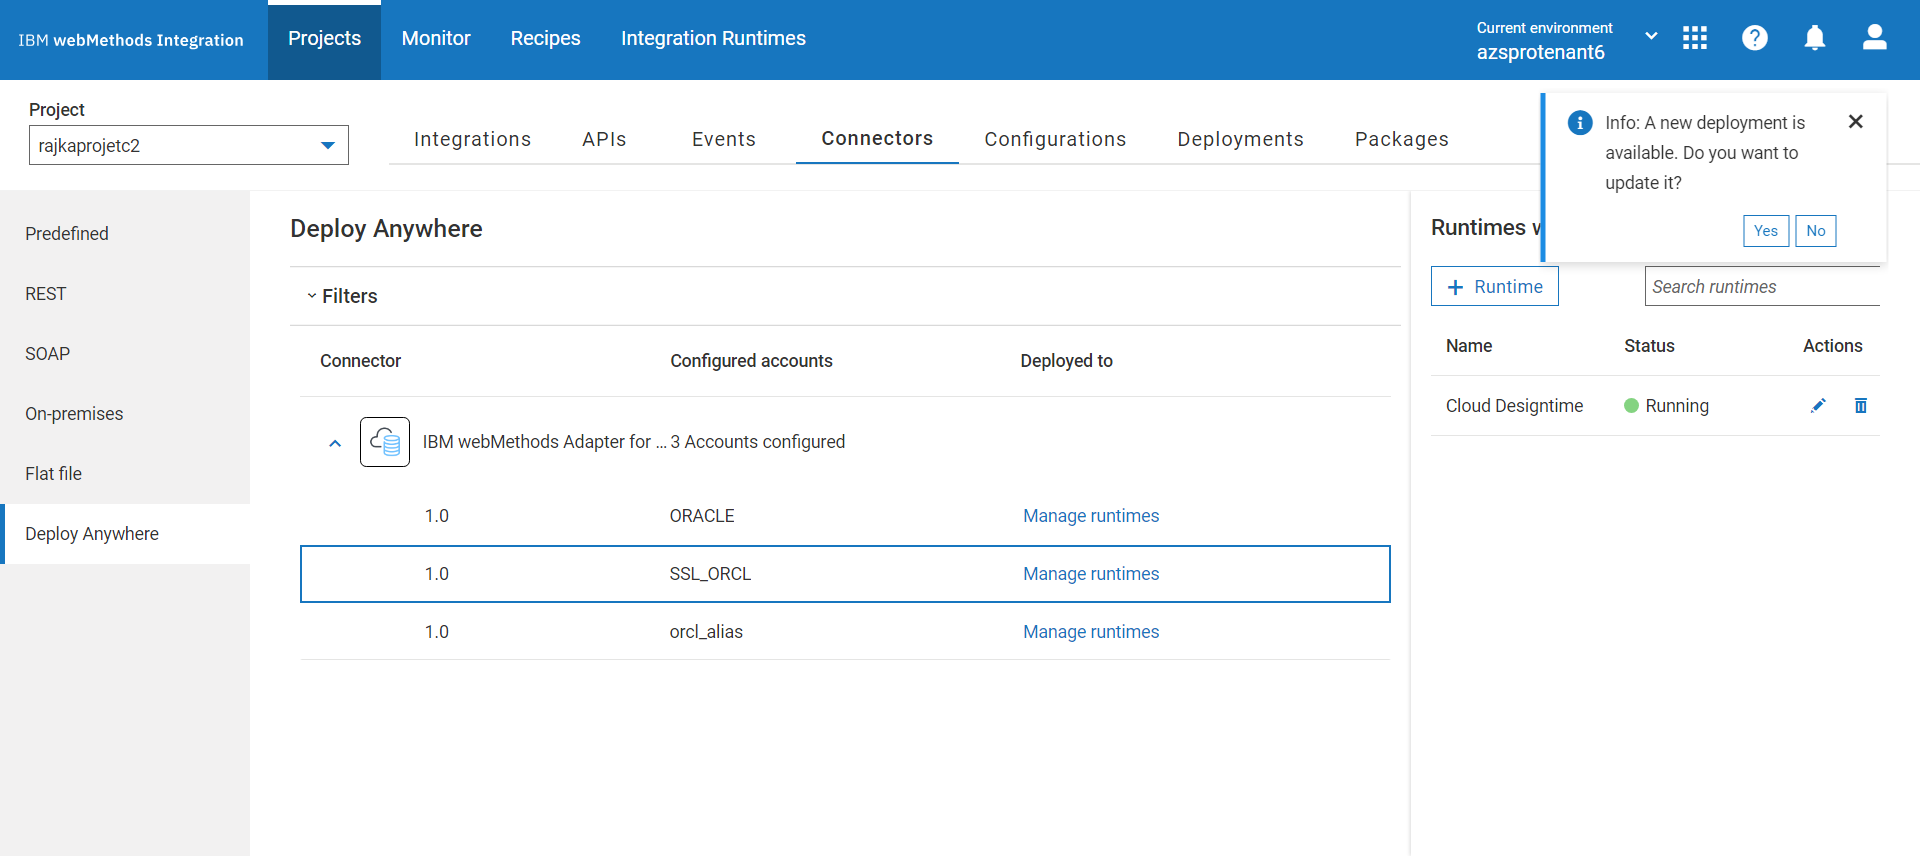 IBM webMethods Integration
Projects
Monitor
Recipes
Integration Runtimes
Current environment
azsprotenant6
Project
rajkaprojetc2
Integrations
APIs
Events
Connectors
Configurations
Deployments
Packages
Info: A new deployment is
available. Do you want to
update it?
Yes
No
Predefined
REST
SOAP
On-premises
Flat file
Deploy Anywhere
Deploy Anywhere
Filters
Connector
Configured accounts
Deployed to
IBM webMethods Adapter for ...
3 Accounts configured
1.0
ORACLE
Manage runtimes
1.0
SSL_ORCL
Manage runtimes
1.0
orcl_alias
Manage runtimes
Runtimes
+ Runtime
Search runtimes
Name
Status
Actions
Cloud Designtime
Running